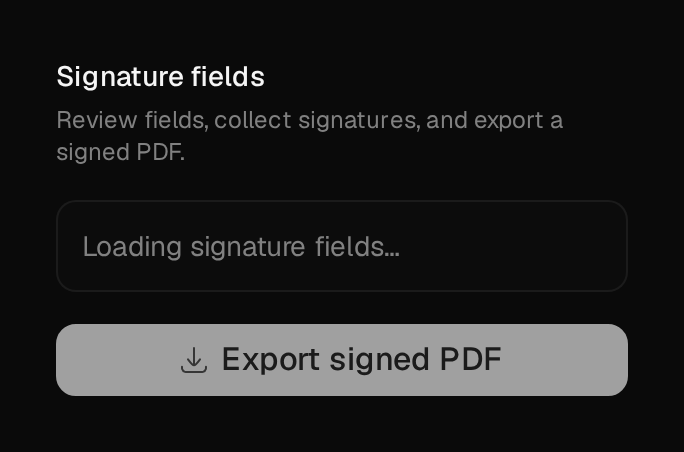 Signature fields
Review fields, collect signatures, and export a
signed PDF.
Loading signature fields...
Export signed PDF